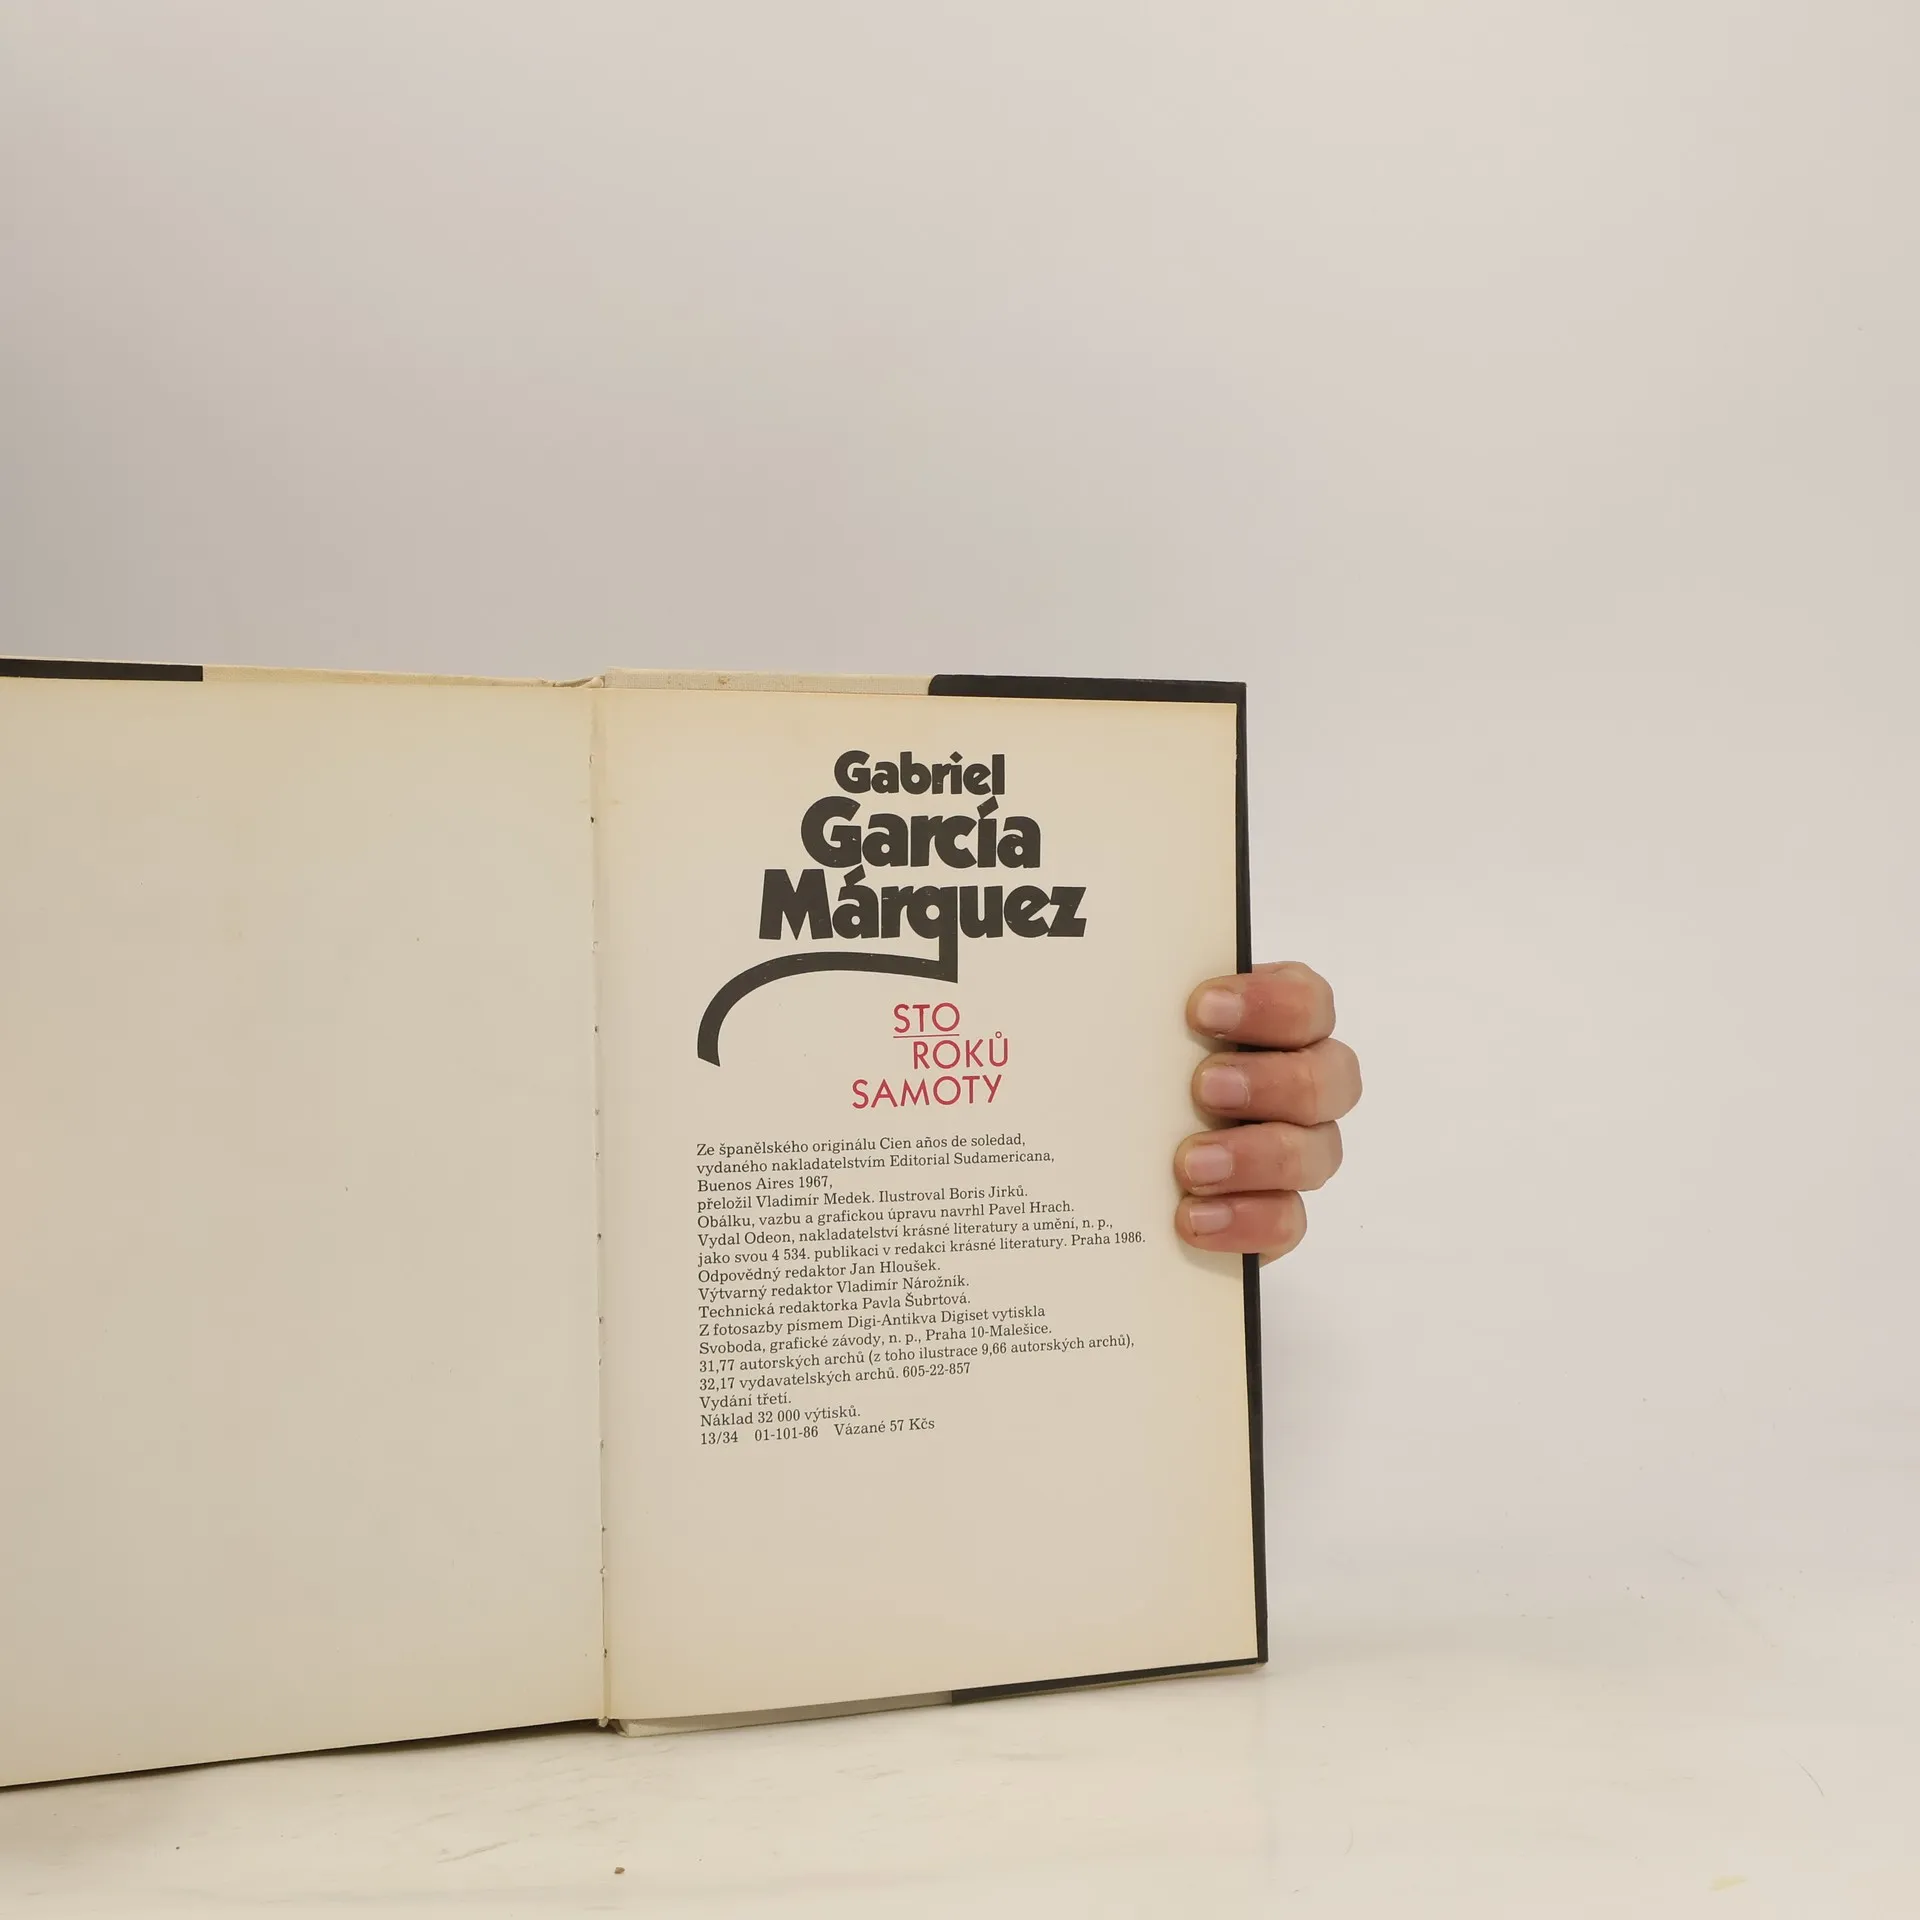 Gabriel
García
Márquez
STO
ROKŮ
SAMOTY
Ze španělského originálu Cien años de soledad,
vydaného nakladatelstvím Editorial Sudamericana,
Buenos Aires 1967,
přeložil Vladimír Medek. Ilustroval Boris Jirků.
Obálku, vazbu a grafickou úpravu navrhl Pavel Hrach.
Vydal Odeon, nakladatelství krásné literatury a umění, n. p.,
jako svou 4 534. publikaci v redakci krásné literatury. Praha 1986.
Odpovědný redaktor Jan Hloušek.
Výtvarný redaktor Vladimír Nárožník.
Technická redaktorka Pavla Šubrtová.
Z fotosazby písmem Digi-Antikva Digiset vytiskla
Svoboda, grafické závody, n. p., Praha 10-Malešice.
31,77 autorských archů (z toho ilustrace 9,66 autorských archů),
32,17 vydavatelských archů. 605-22-857
Vydání třetí.
Náklad 32 000 výtisků.
13/34 01-101-86 Vázané 57 Kčs